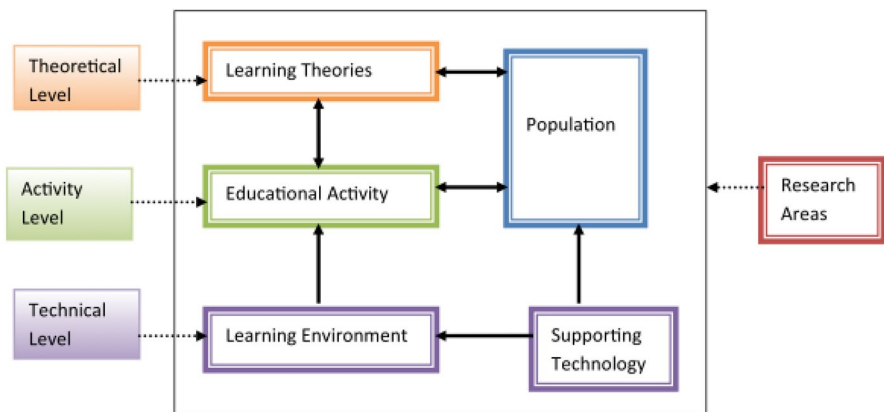 Theoretical
Level
Learning Theories
Population
Activity
Level
Educational Activity
Research
Areas
Technical
Level
Learning Environment
Supporting
Technology